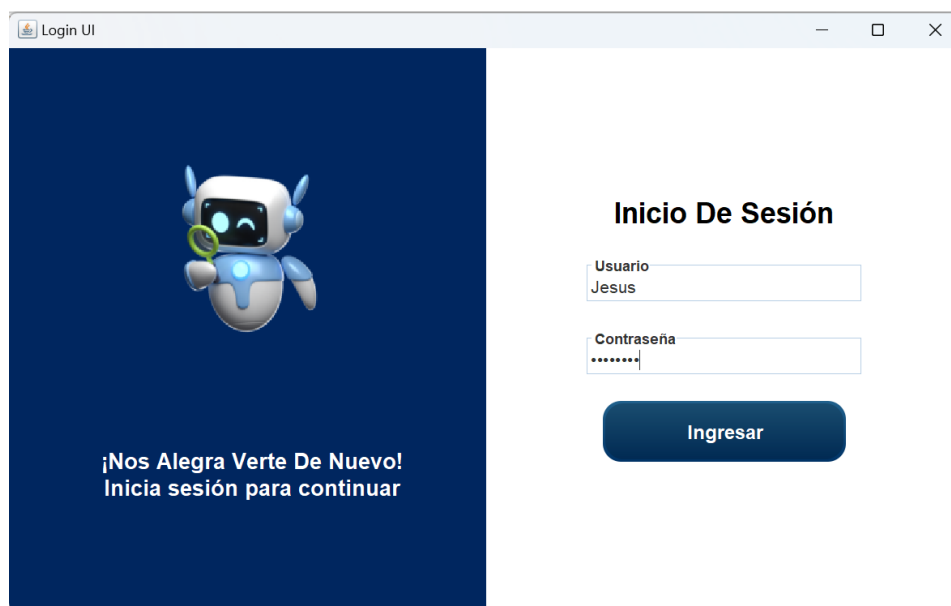 Login UI
¡Nos Alegra Verte De Nuevo!
Inicia sesión para continuar
Inicio De Sesión
Usuario
Jesus
Contraseña
••••••••
Ingresar